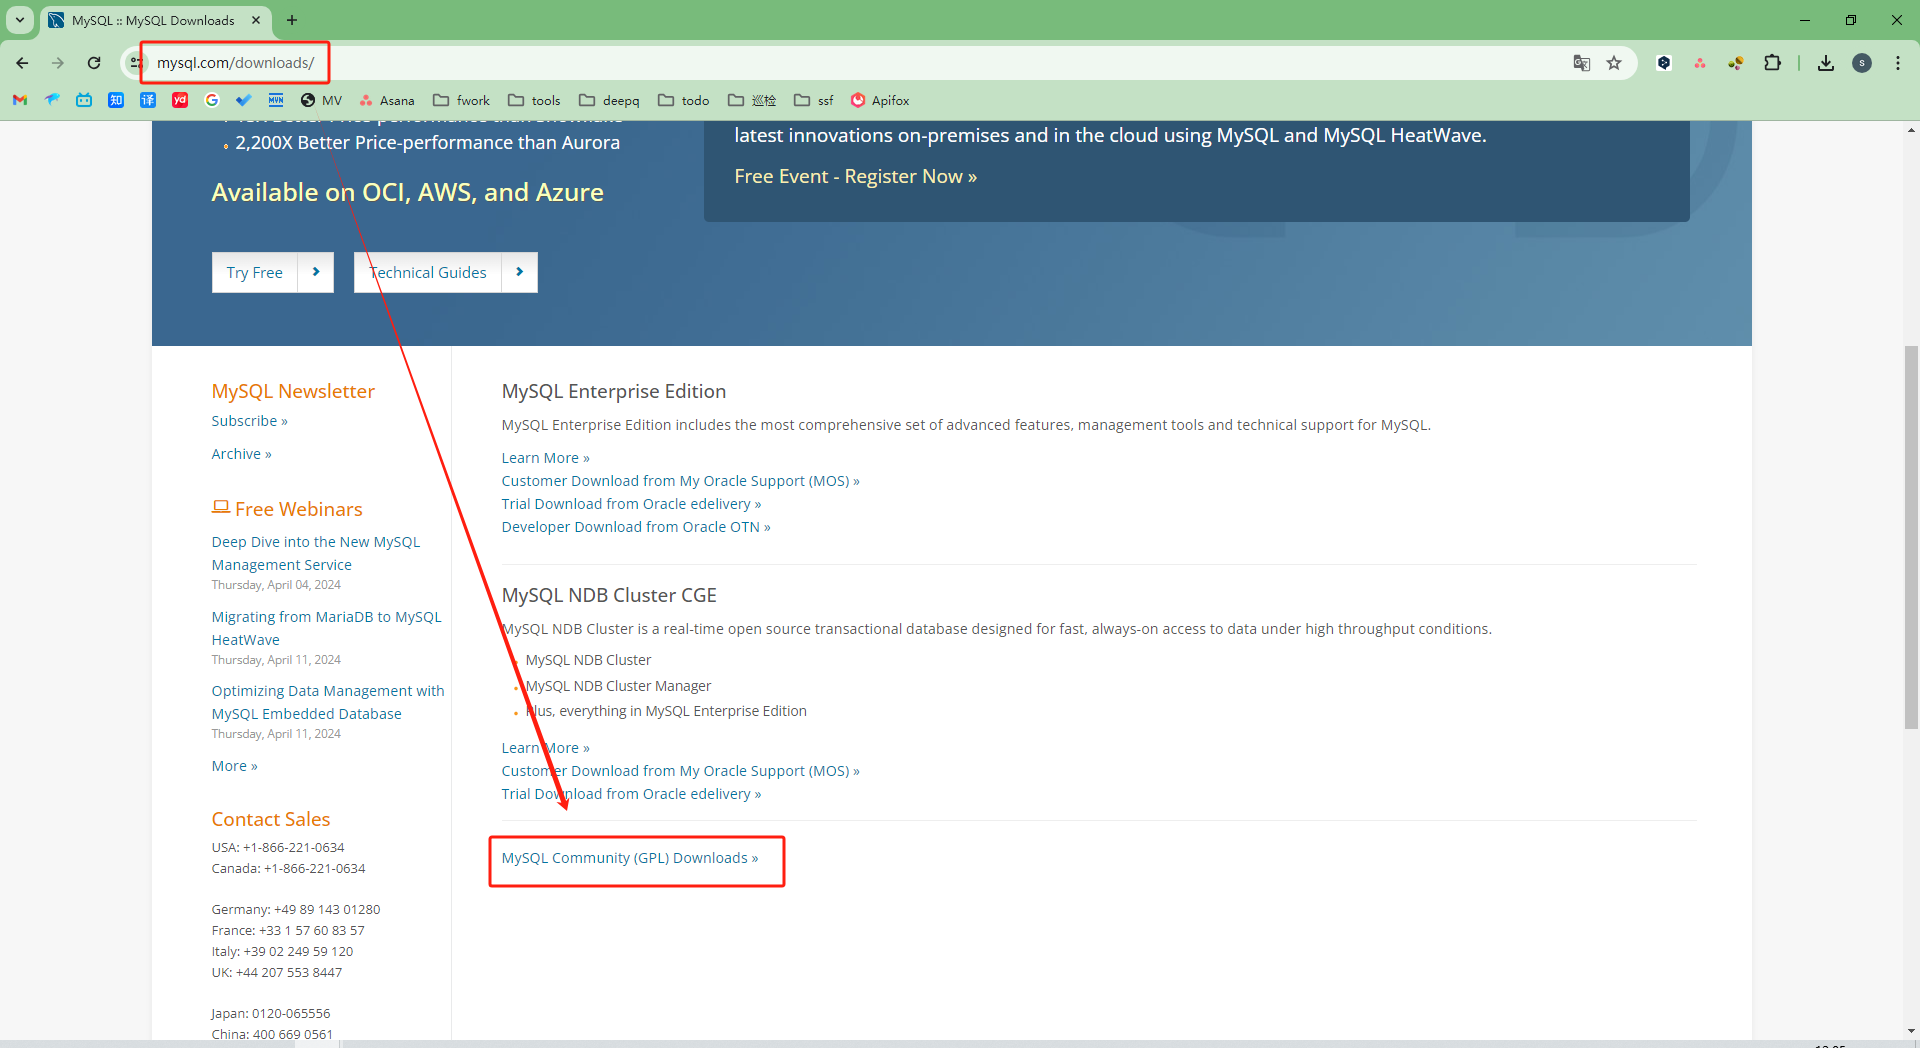 MySQL :: MySQL Downloads
mysql.com/downloads/
知
译
yd
MVN
MV
Asana
fwork
tools
deepq
todo
巡检
ssf
Apifox
S
2,200X Better Price-performance than Aurora
Available on OCI, AWS, and Azure
Try Free
Technical Guides
latest innovations on-premises and in the cloud using MySQL and MySQL HeatWave.
Free Event - Register Now »
MySQL Newsletter
Subscribe »
Archive »
Free Webinars
Deep Dive into the New MySQL
Management Service
Thursday, April 04, 2024
Migrating from MariaDB to MySQL
HeatWave
Thursday, April 11, 2024
Optimizing Data Management with
MySQL Embedded Database
Thursday, April 11, 2024
More »
Contact Sales
USA: +1-866-221-0634
Canada: +1-866-221-0634
Germany: +49 89 143 01280
France: +33 1 57 60 83 57
Italy: +39 02 249 59 120
UK: +44 207 553 8447
Japan: 0120-065556
China: 400 669 0561
MySQL Enterprise Edition
MySQL Enterprise Edition includes the most comprehensive set of advanced features, management tools and technical support for MySQL.
Learn More »
Customer Download from My Oracle Support (MOS) »
Trial Download from Oracle edelivery »
Developer Download from Oracle OTN »
MySQL NDB Cluster CGE
MySQL NDB Cluster is a real-time open source transactional database designed for fast, always-on access to data under high throughput conditions.
MySQL NDB Cluster
MySQL NDB Cluster Manager
Plus, everything in MySQL Enterprise Edition
Learn More »
Customer Download from My Oracle Support (MOS) »
Trial Download from Oracle edelivery »
MySQL Community (GPL) Downloads »